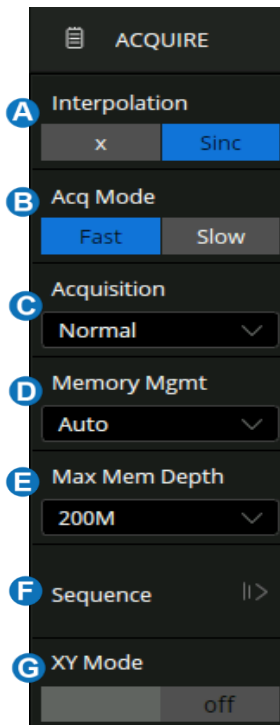 ACQUIRE
A Interpolation
x Sinc
B Acq Mode
Fast Slow
C Acquisition
Normal
D Memory Mgmt
Auto
E Max Mem Depth
200M
F Sequence
G XY Mode
off